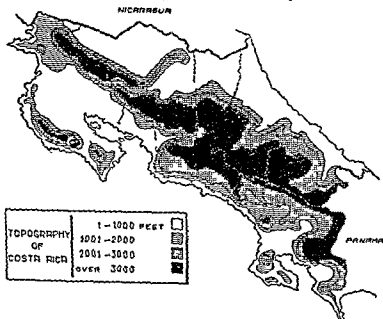 NICARAGUA
PANAMA
TOPOGRAPHY
OF
COSTA RICA
1-1000 FEET
1001-2000
2001-3000
OVER 3000